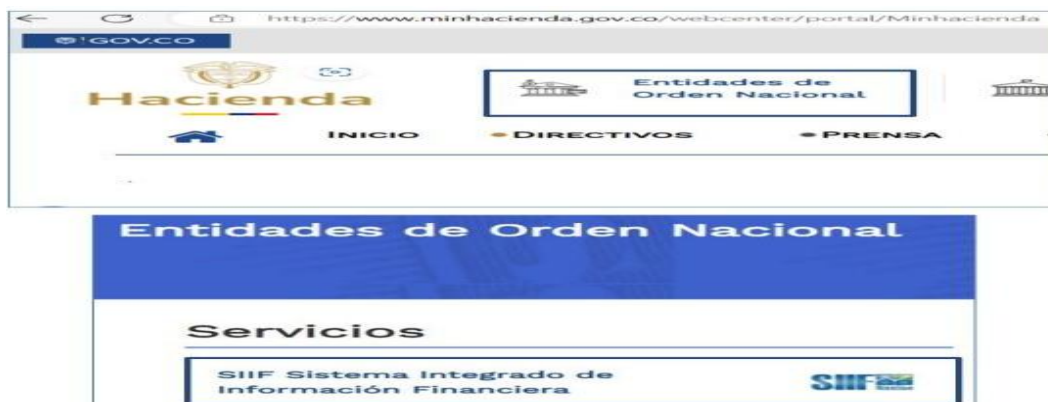 https://www.minhacienda.gov.co/webcenter/portal/Minhacienda
GOV.CO
Hacienda
Entidades de
Orden Nacional
INICIO
DIRECTIVOS
PRENSA
Entidades de Orden Nacional
Servicios
SIIF Sistema Integrado de
Información Financiera
SIIF